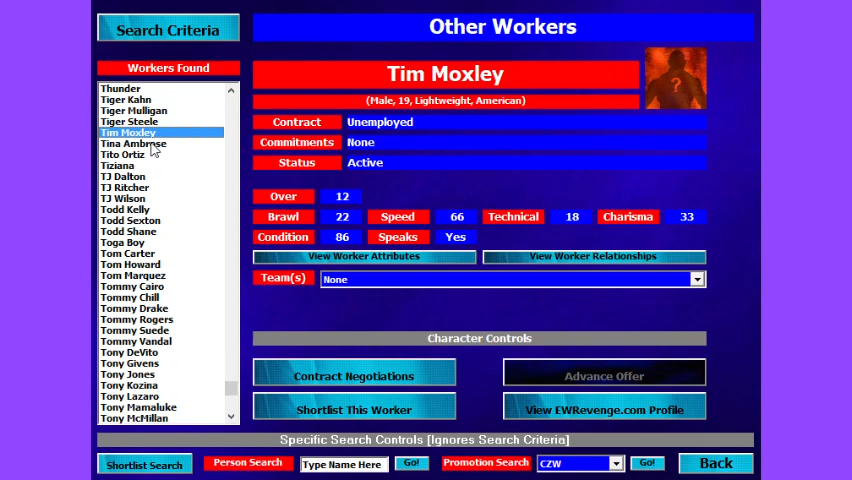 Search Criteria
Other Workers
Workers Found
Thunder
Tiger Kahn
Tiger Mulligan
Tiger Steele
Tim Moxley
Tina Ambrose
Tito Ortiz
Tiziana
TJ Dalton
TJ Ritcher
TJ Wilson
Todd Kelly
Todd Sexton
Todd Shane
Toga Boy
Tom Carter
Tom Howard
Tom Marquez
Tommy Cairo
Tommy Chill
Tommy Drake
Tommy Rogers
Tommy Suede
Tommy Vandal
Tony DeVito
Tony Givens
Tony Jones
Tony Kozina
Tony Lazaro
Tony Mamaluke
Tony McMillan
Tim Moxley
(Male, 19, Lightweight, American)
?
Contract Unemployed
Commitments None
Status Active
Over 12
Brawl 22 Speed 66 Technical 18 Charisma 33
Condition 86 Speaks Yes
View Worker Attributes View Worker Relationships
Team(s) None
Character Controls
Contract Negotiations Advance Offer
Shortlist This Worker View EWRevenge.com Profile
Specific Search Controls [Ignores Search Criteria]
Shortlist Search Person Search Type Name Here Go! Promotion Search CZW Go! Back